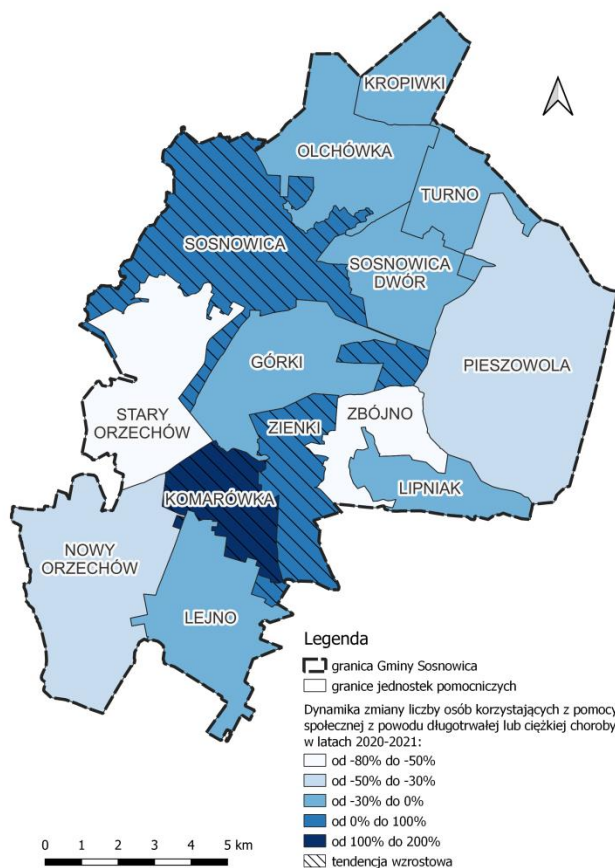 KROPIWKI
OLCHÓWKA
TURNO
SOSNOWICA
SOSNOWICA
DWÓR
PIESZOWOLA
GÓRKI
STARY
ORZECHÓW
ZIENKI
ZBÓJNO
LIPNIAK
KOMARÓWKA
NOWY
ORZECHÓW
LEJNO
Legenda
granica Gminy Sosnowica
granice jednostek pomocniczych
Dynamika zmiany liczby osób korzystających z pomocy
społecznej z powodu długotrwałej lub ciężkiej choroby
w latach 2020-2021:
od -80% do -50%
od -50% do -30%
od -30% do 0%
od 0% do 100%
od 100% do 200%
tendencja wzrostowa
0 1 2 3 4 5 km